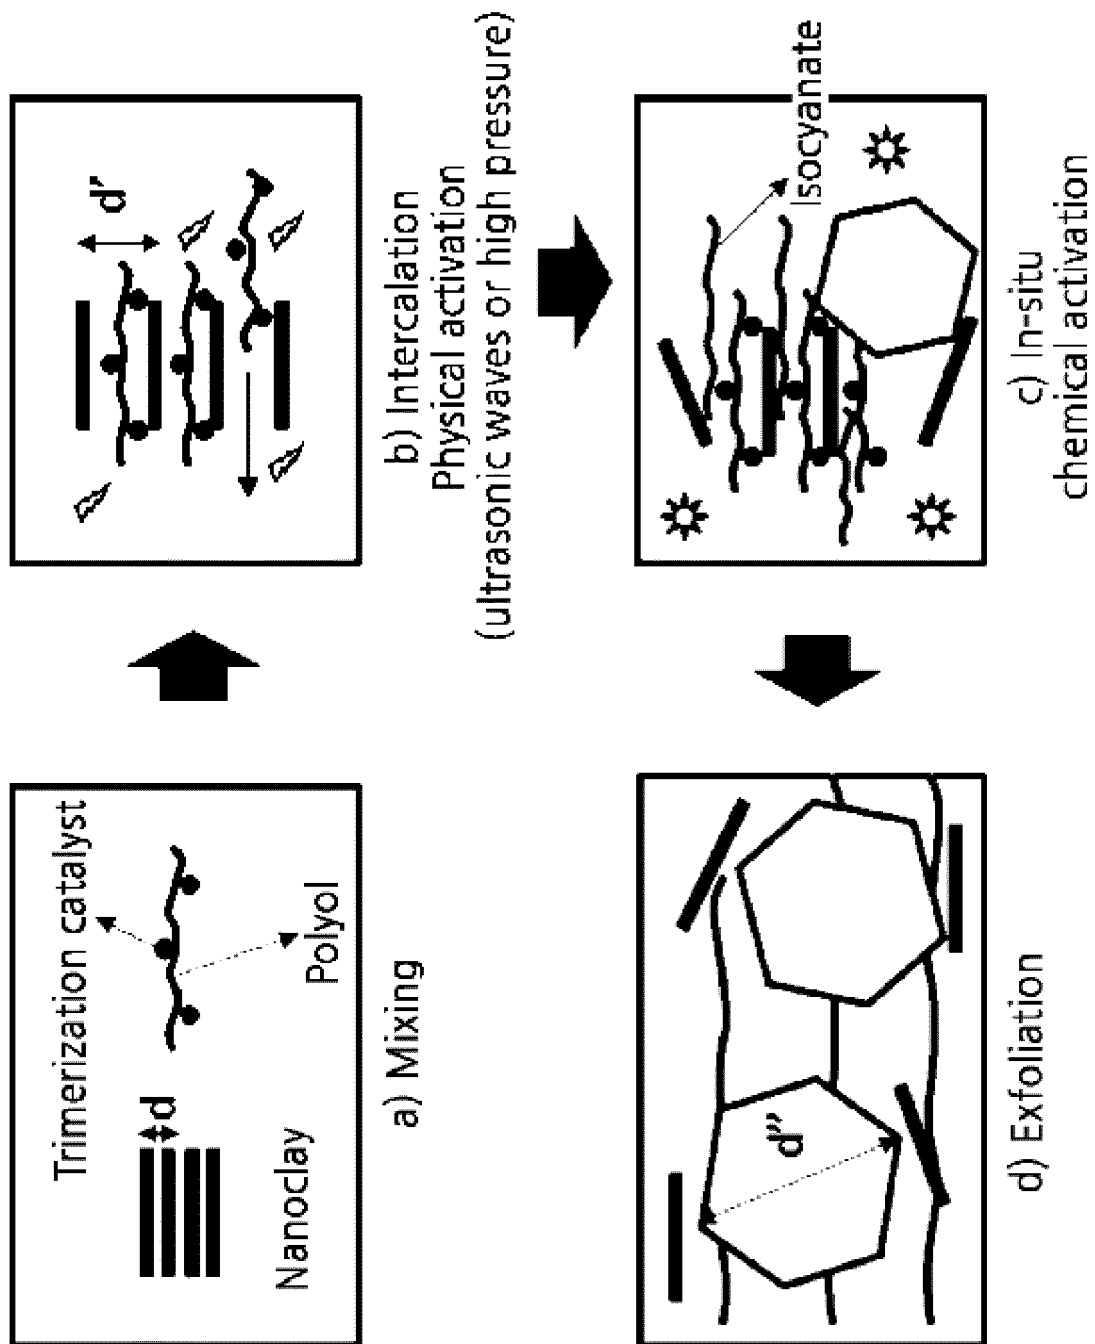 Trimerization catalyst
d
Nanoclay
Polyol
a) Mixing
d'
b) Intercalation
Physical activation
(ultrasonic waves or high pressure)
Isocyanate
c) In-situ
chemical activation
d''
d) Exfoliation